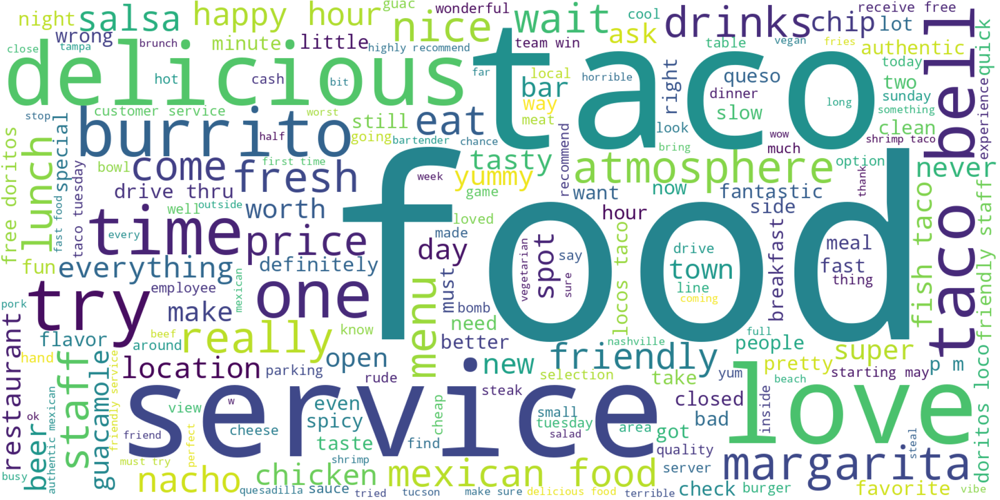 night
salsa
happy hour
guac
nice
wonderful
wait
cool
drinks
chip
receive free
lot
wrong
brunch
minute
little
highly recommend
team win
ask
table
vegan
fries
authentic
close
tampa
delicious
taco
taco bell
quick
hot
cash
bit
far
local
bar
horrible
right
queso
dinner
today
two
sunday
something
long
way
meat
slow
look
clean
experience
stop
customer service
worst
burrito
half
still
going
bartender
eat
chance
recommend
bring
wow
much
shrimp taco
special
free doritos
lunch
taco tuesday
fast food
bowl
come
first time
fresh
week
yummy
tasty
game
atmosphere
option
never
thank
want
now
fantastic
side
drive thru
well
outside
worth
food
loved
hour
time
every
price
made
day
spot
vegetarian
say
sure
locos taco
drive
town
line
coming
breakfast
meal
fast
thing
fish taco
friendly staff
fun
everything
definitely
mexican
employee
try
one
make
menu
must
bomb
need
better
pork
restaurant
flavor
beef
around
really
know
nashville
full
people
super
hand
staff
guacamole
friendly service
location
open
parking
rude
new
friendly
selection
take
yum
pretty
beach
starting may
p m
doritos loco
ok
beer
authentic mexican
view
w
service
even
spicy
cheap
steak
small
tuesday
salad
area
got
closed
bad
inside
love
friend
cheese
perfect
taste
find
quality
steal
must try
shrimp
server
margarita
busy
nacho
chicken
mexican food
quesadilla
sauce
tried
tucson
make sure
delicious food
terrible
check
burger
favorite
vibe